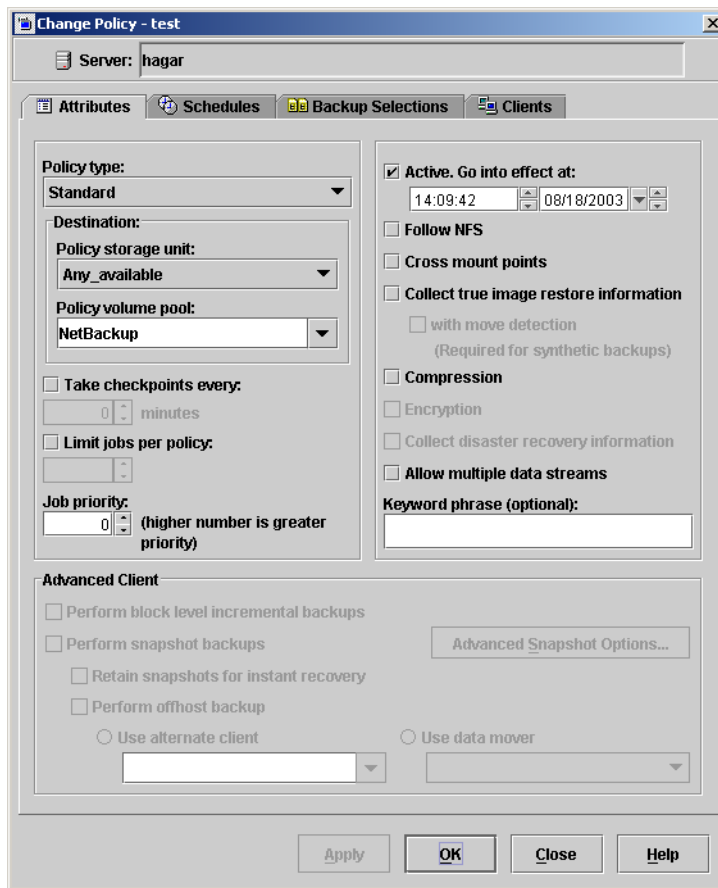 Change Policy - test
Server: hagar
Attributes Schedules Backup Selections Clients
Policy type:
Standard
Destination:
Policy storage unit:
Any_available
Policy volume pool:
NetBackup
Take checkpoints every:
0 minutes
Limit jobs per policy:
Job priority:
0 (higher number is greater
priority)
Active. Go into effect at:
14:09:42 08/18/2003
Follow NFS
Cross mount points
Collect true image restore information
with move detection
(Required for synthetic backups)
Compression
Encryption
Collect disaster recovery information
Allow multiple data streams
Keyword phrase (optional):
Advanced Client
Perform block level incremental backups
Perform snapshot backups
Advanced Snapshot Options...
Retain snapshots for instant recovery
Perform offhost backup
Use alternate client Use data mover
Apply OK Close Help